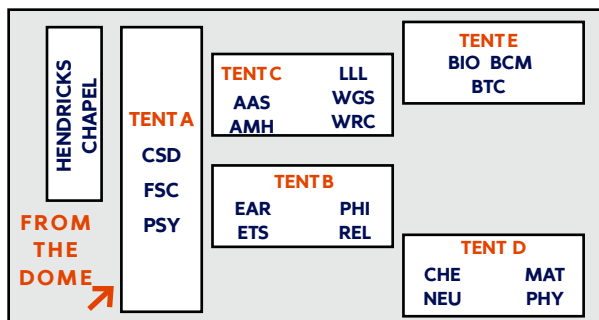 HENDRICKS
CHAPEL
FROM
THE
DOME
TENT A
CSD
FSC
PSY
TENT C
AAS
AMH
LLL
WGS
WRC
TENT B
EAR
ETS
PHI
REL
TENT E
BIO BCM
BTC
TENT D
CHE
NEU
MAT
PHY